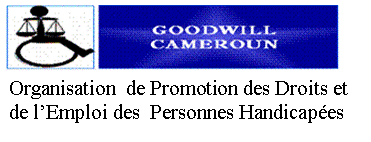 GOODWILL
CAMEROUN
Organisation de Promotion des Droits et
de l’Emploi des Personnes Handicapées